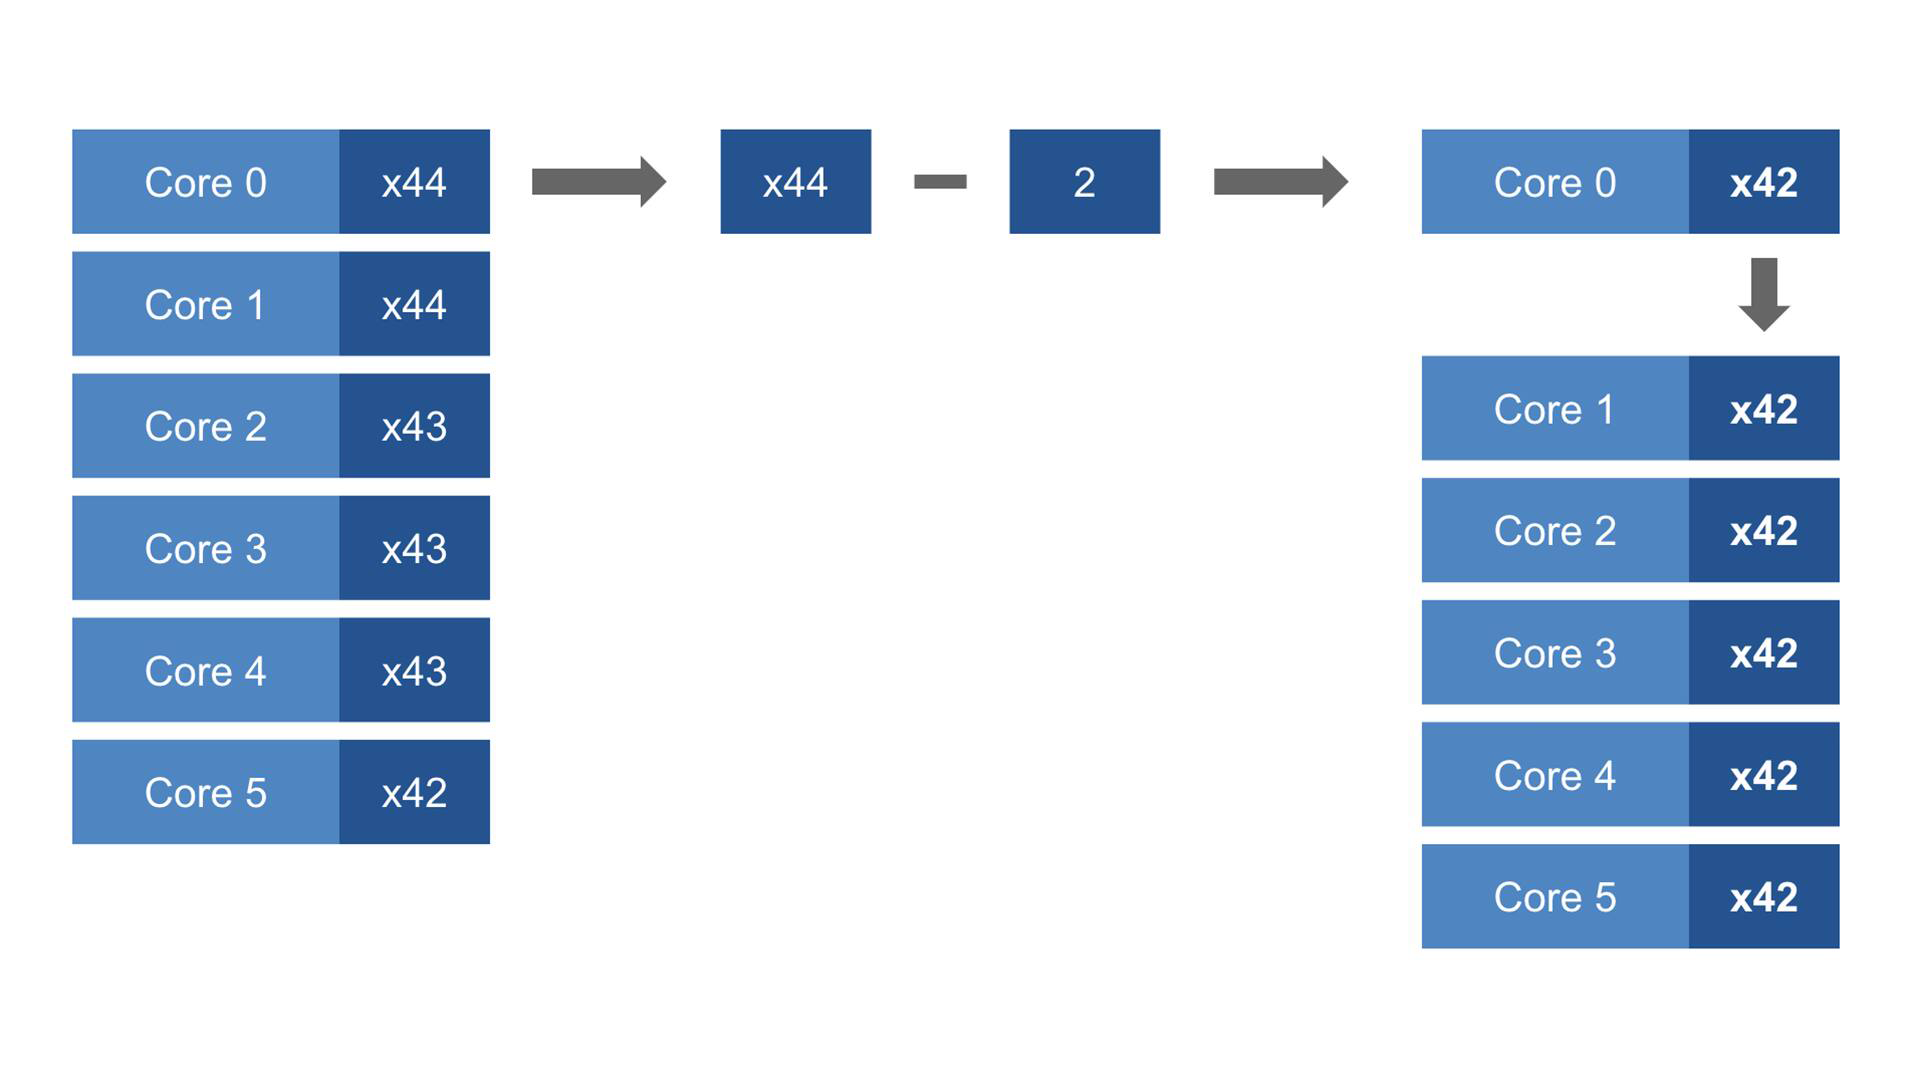 Core 0 x44
Core 1 x44
Core 2 x43
Core 3 x43
Core 4 x43
Core 5 x42
x44 – 2
Core 0 x42
Core 1 x42
Core 2 x42
Core 3 x42
Core 4 x42
Core 5 x42